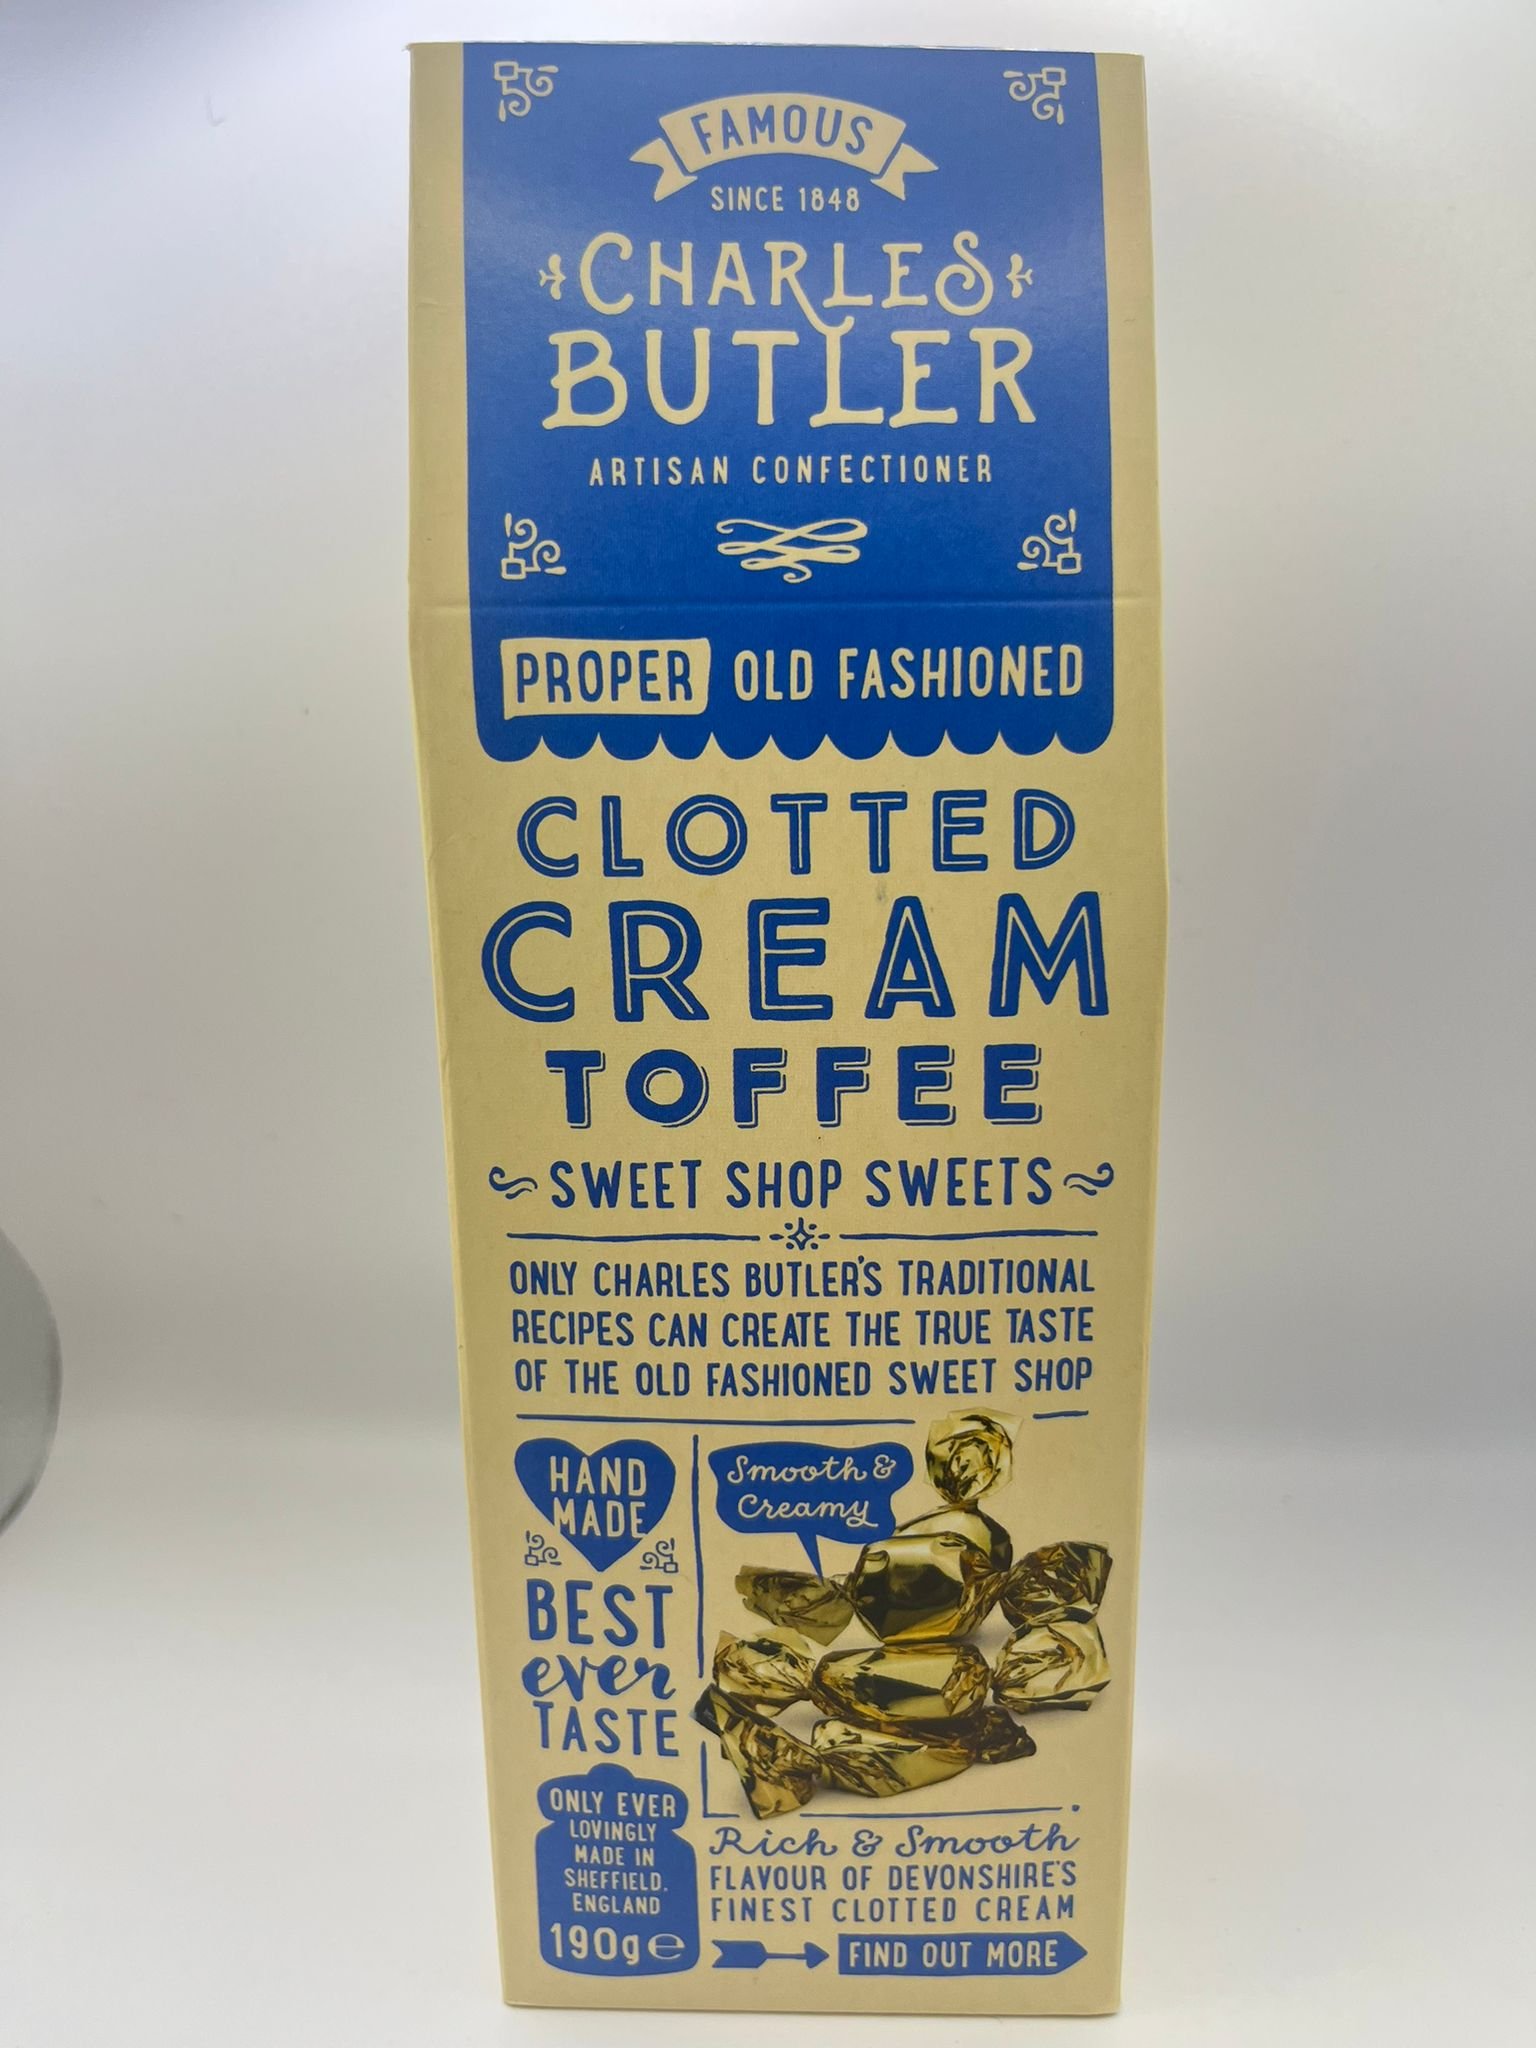 FAMOUS
SINCE 1848
CHARLES
BUTLER
ARTISAN CONFECTIONER
PROPER OLD FASHIONED
CLOTTED
CREAM
TOFFEE
SWEET SHOP SWEETS
ONLY CHARLES BUTLER'S TRADITIONAL
RECIPES CAN CREATE THE TRUE TASTE
OF THE OLD FASHIONED SWEET SHOP
HAND
MADE
BEST
ever
TASTE
ONLY EVER
LOVINGLY
MADE IN
SHEFFIELD,
ENGLAND
190g ℮
Smooth &
Creamy
Rich & Smooth
FLAVOUR OF DEVONSHIRE'S
FINEST CLOTTED CREAM
FIND OUT MORE